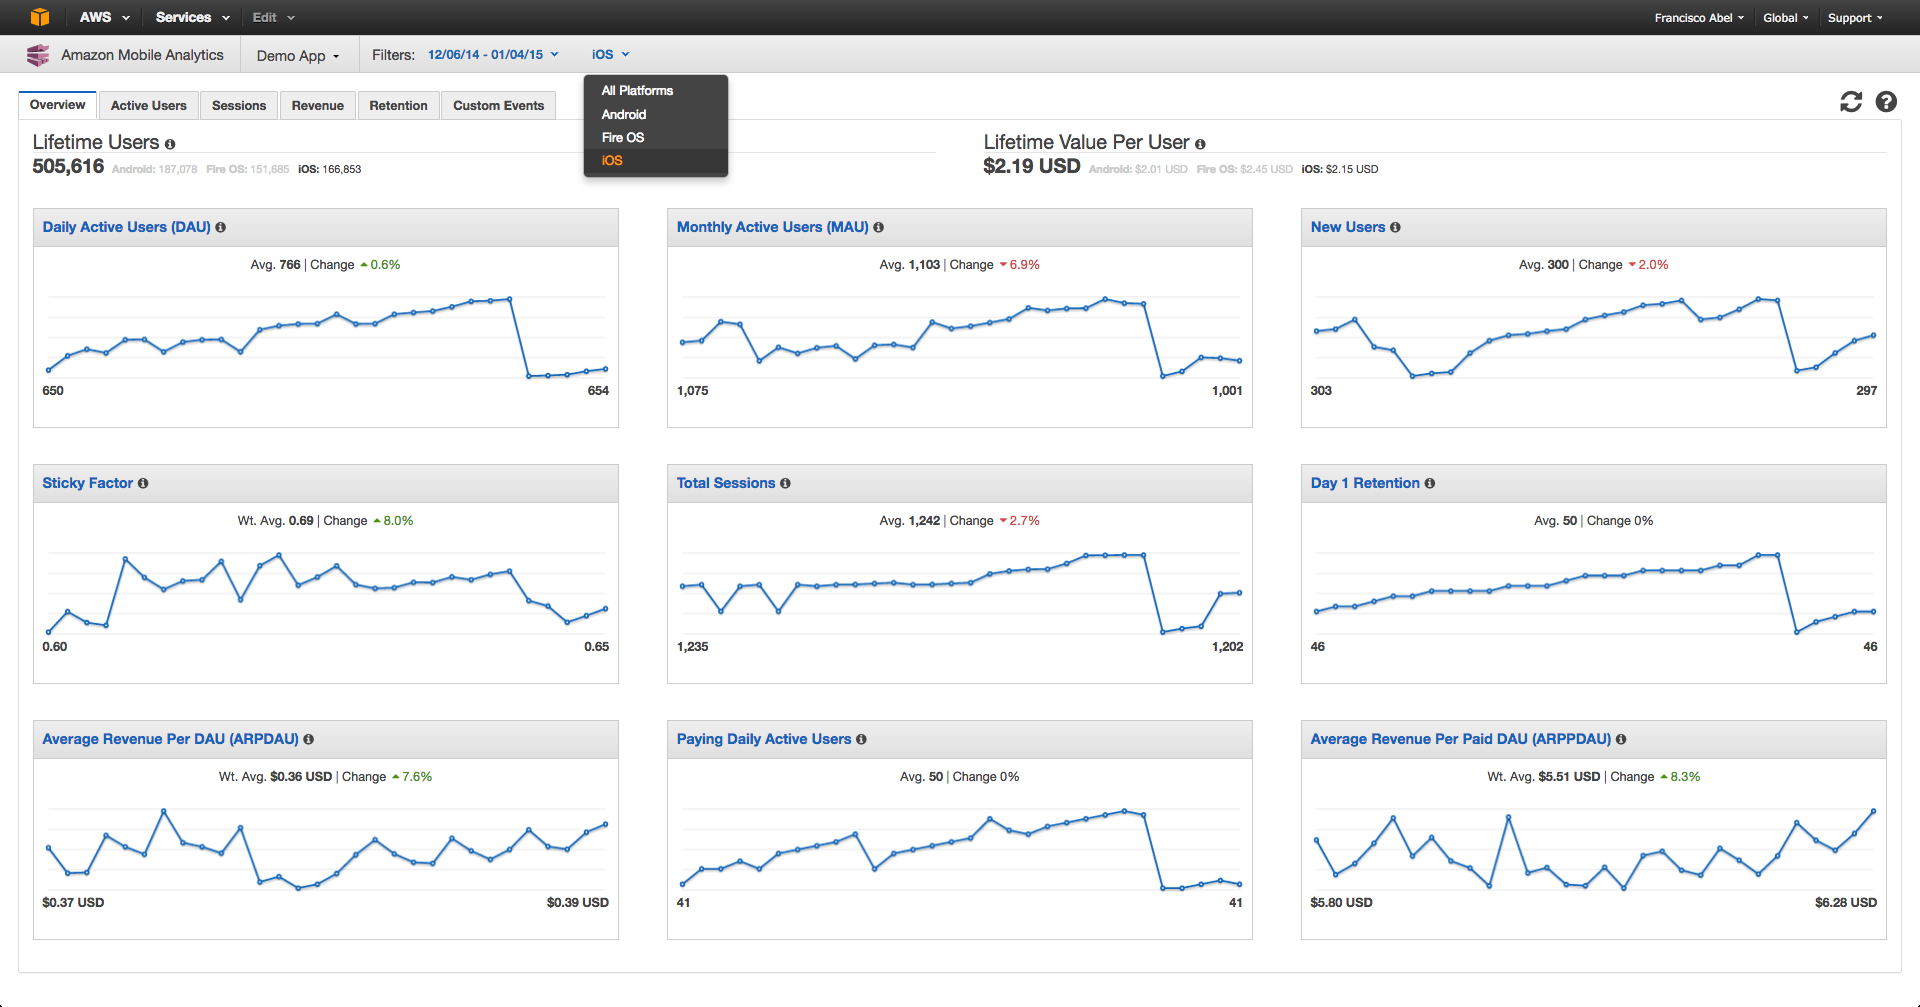 AWS Services Edit Francisco Abel Global Support
Amazon Mobile Analytics Demo App Filters: 12/06/14 - 01/04/15 iOS
All Platforms
Android
Fire OS
iOS
Overview Active Users Sessions Revenue Retention Custom Events
Lifetime Users
505,616 Android: 187,078 Fire OS: 151,685 iOS: 166,853
Lifetime Value Per User
$2.19 USD Android: $2.01 USD Fire OS: $2.45 USD iOS: $2.15 USD
Daily Active Users (DAU)
Avg. 766 | Change 0.6%
650 654
Monthly Active Users (MAU)
Avg. 1,103 | Change 6.9%
1,075 1,001
New Users
Avg. 300 | Change 2.0%
303 297
Sticky Factor
Wt. Avg. 0.69 | Change 8.0%
0.60 0.65
Total Sessions
Avg. 1,242 | Change 2.7%
1,235 1,202
Day 1 Retention
Avg. 50 | Change 0%
46 46
Average Revenue Per DAU (ARPDAU)
Wt. Avg. $0.36 USD | Change 7.6%
$0.37 USD $0.39 USD
Paying Daily Active Users
Avg. 50 | Change 0%
41 41
Average Revenue Per Paid DAU (ARPPDAU)
Wt. Avg. $5.51 USD | Change 8.3%
$5.80 USD $6.28 USD